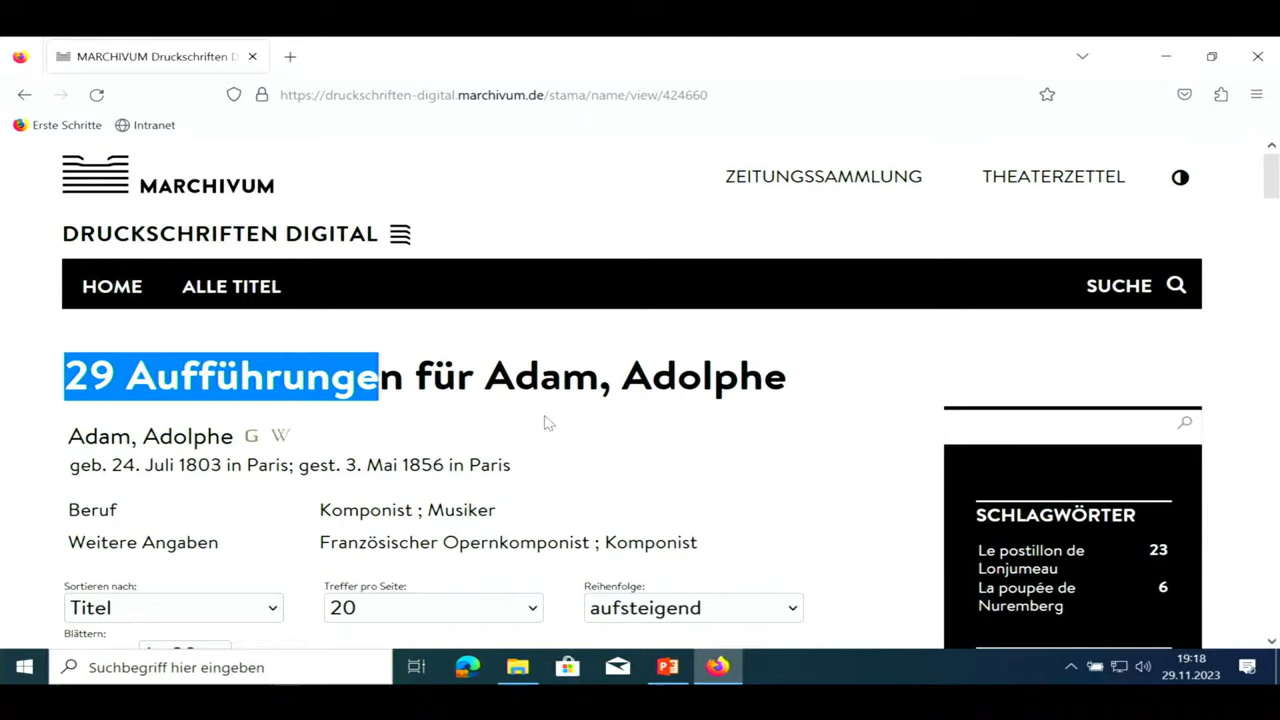 MARCHIVUM Druckschriften D
https://druckschriften-digital.marchivum.de/stama/name/view/424660
Erste Schritte
Intranet
MARCHIVUM
ZEITUNGSSAMMLUNG
THEATERZETTEL
DRUCKSCHRIFTEN DIGITAL
HOME
ALLE TITEL
SUCHE
29 Aufführungen für Adam, Adolphe
Adam, Adolphe G W
geb. 24. Juli 1803 in Paris; gest. 3. Mai 1856 in Paris
Beruf
Komponist ; Musiker
Weitere Angaben
Französischer Opernkomponist ; Komponist
SCHLAGWÖRTER
Le postillon de 23
Lonjumeau
La poupée de 6
Nuremberg
Sortieren nach:
Titel
Treffer pro Seite:
20
Reihenfolge:
aufsteigend
Blättern:
Suchbegriff hier eingeben
19:18
29.11.2023